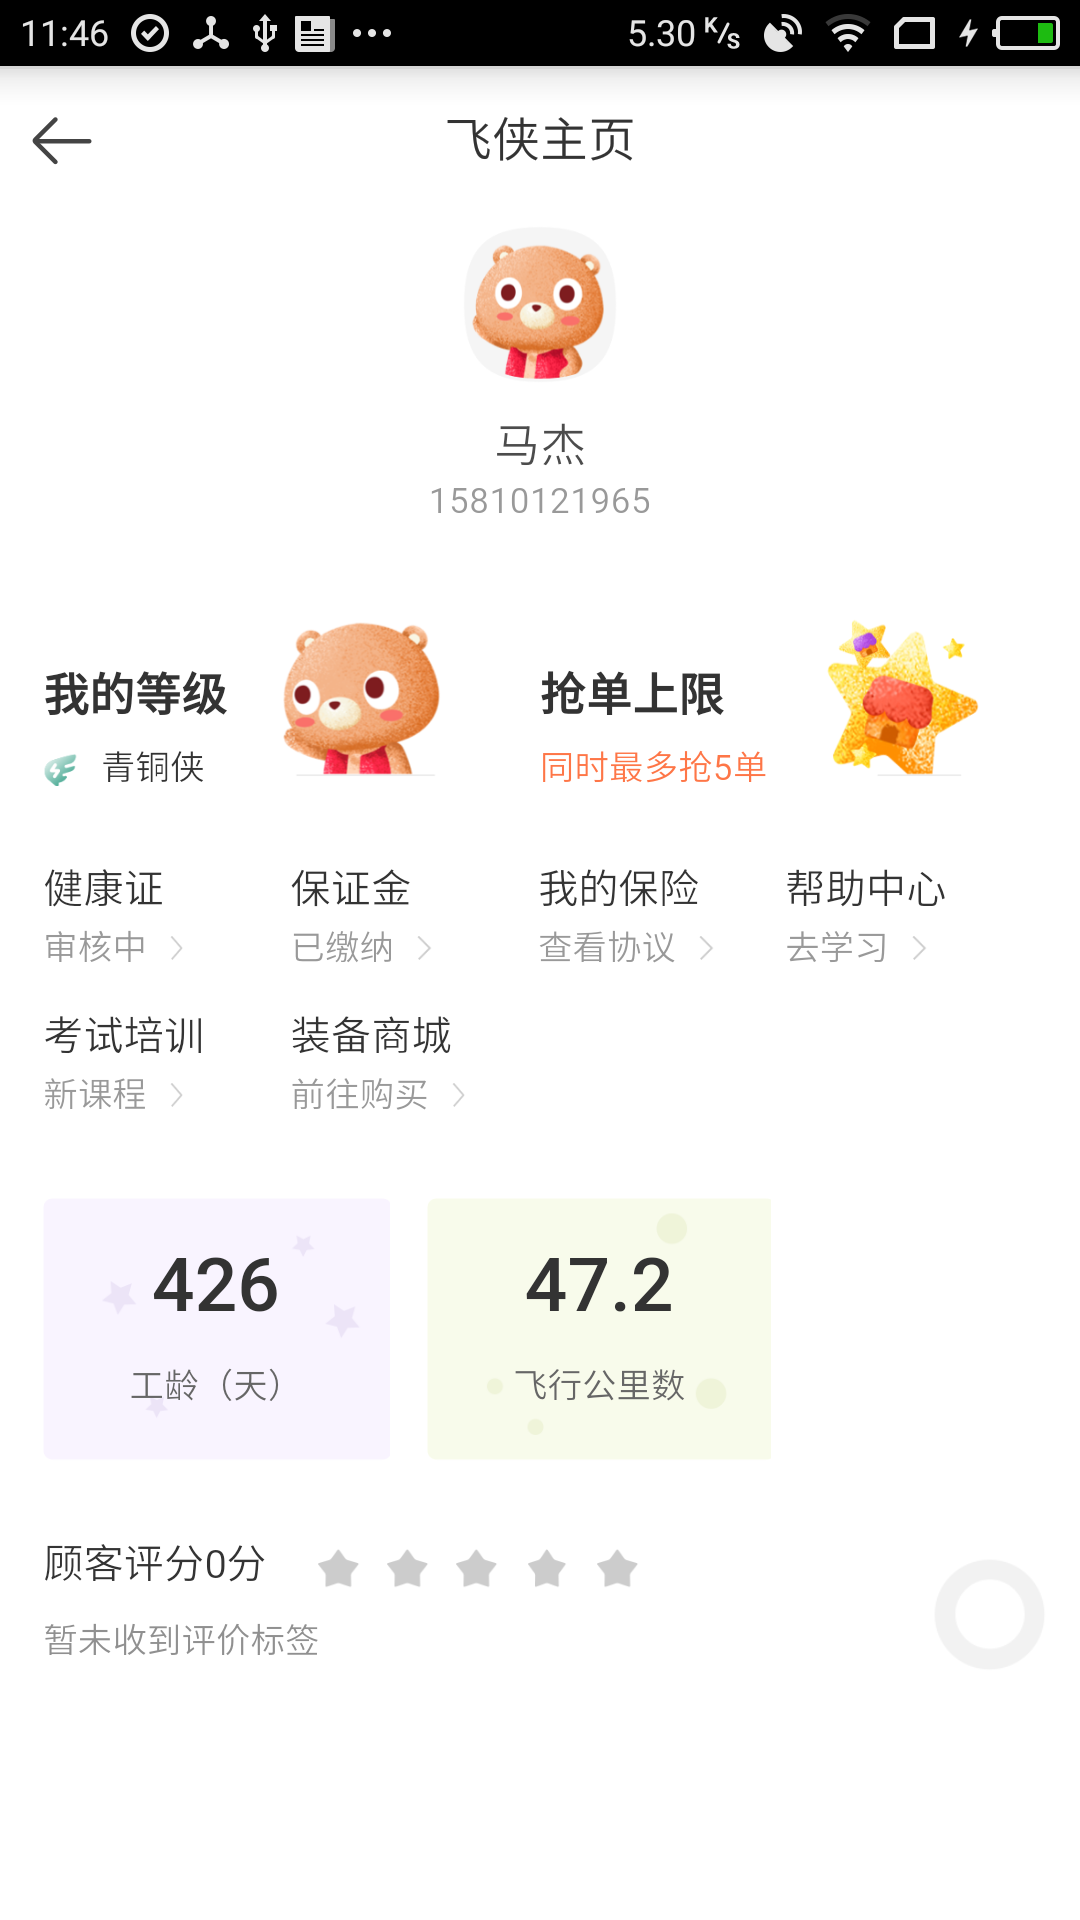 11:46 5.30 K/S
飞侠主页
马杰
15810121965
我的等级 抢单上限
青铜侠 同时最多抢5单
健康证 保证金 我的保险 帮助中心
审核中 已缴纳 查看协议 去学习
考试培训 装备商城
新课程 前往购买
426 47.2
工龄（天） 飞行公里数
顾客评分0分
暂未收到评价标签